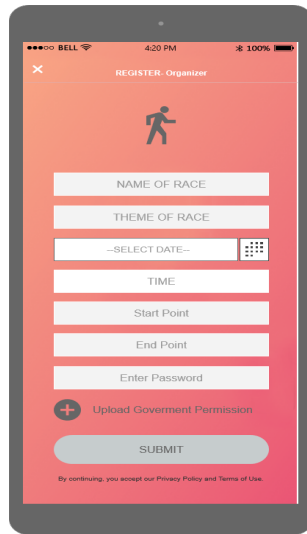 BELL 4:20 PM 100%
×
REGISTER- Organizer
NAME OF RACE
THEME OF RACE
--SELECT DATE--
TIME
Start Point
End Point
Enter Password
Upload Goverment Permission
SUBMIT
By continuing, you accept our Privacy Policy and Terms of Use.